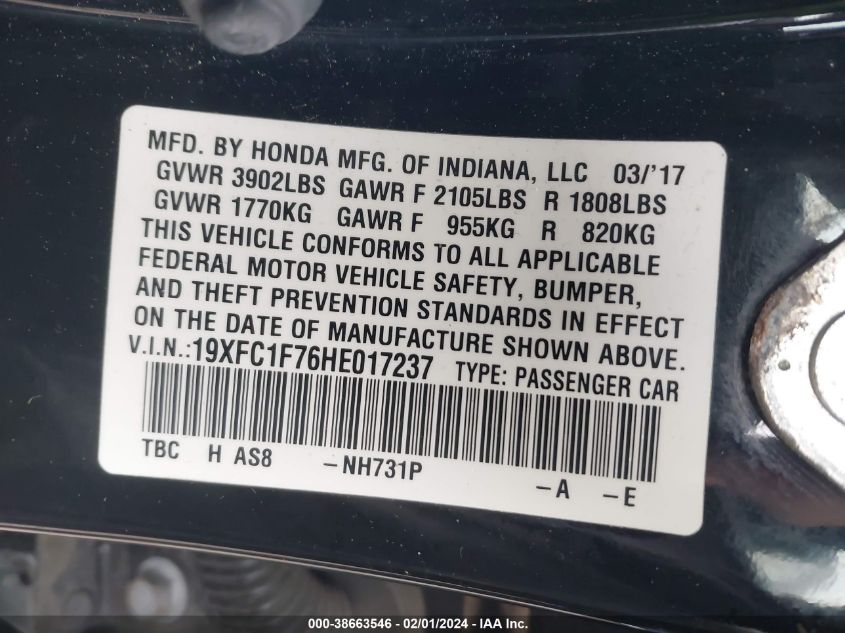 MFD. BY HONDA MFG. OF INDIANA, LLC 03/'17
GVWR 3902LBS GAWR F 2105LBS R 1808LBS
GVWR 1770KG GAWR F 955KG R 820KG
THIS VEHICLE CONFORMS TO ALL APPLICABLE
FEDERAL MOTOR VEHICLE SAFETY, BUMPER,
AND THEFT PREVENTION STANDARDS IN EFFECT
ON THE DATE OF MANUFACTURE SHOWN ABOVE.
V.I.N.:19XFC1F76HE017237 TYPE: PASSENGER CAR
TBC H AS8 -NH731P -A -E
000-38663546 - 02/01/2024 - IAA Inc.